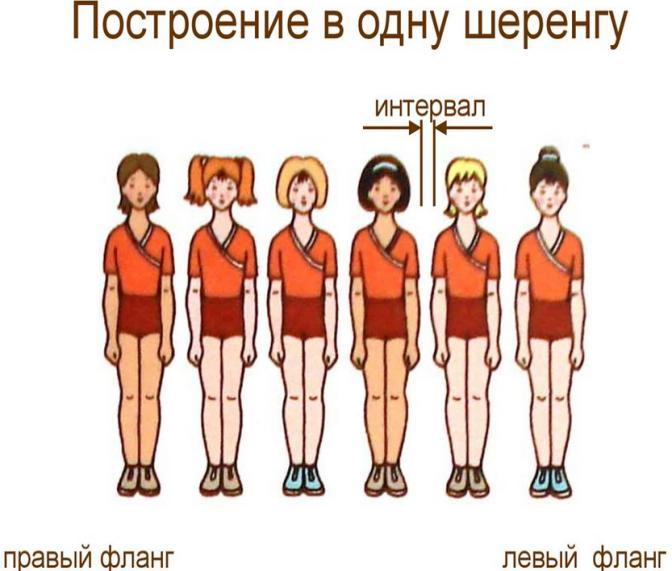 Построение в одну шеренгу
интервал
правый фланг левый фланг